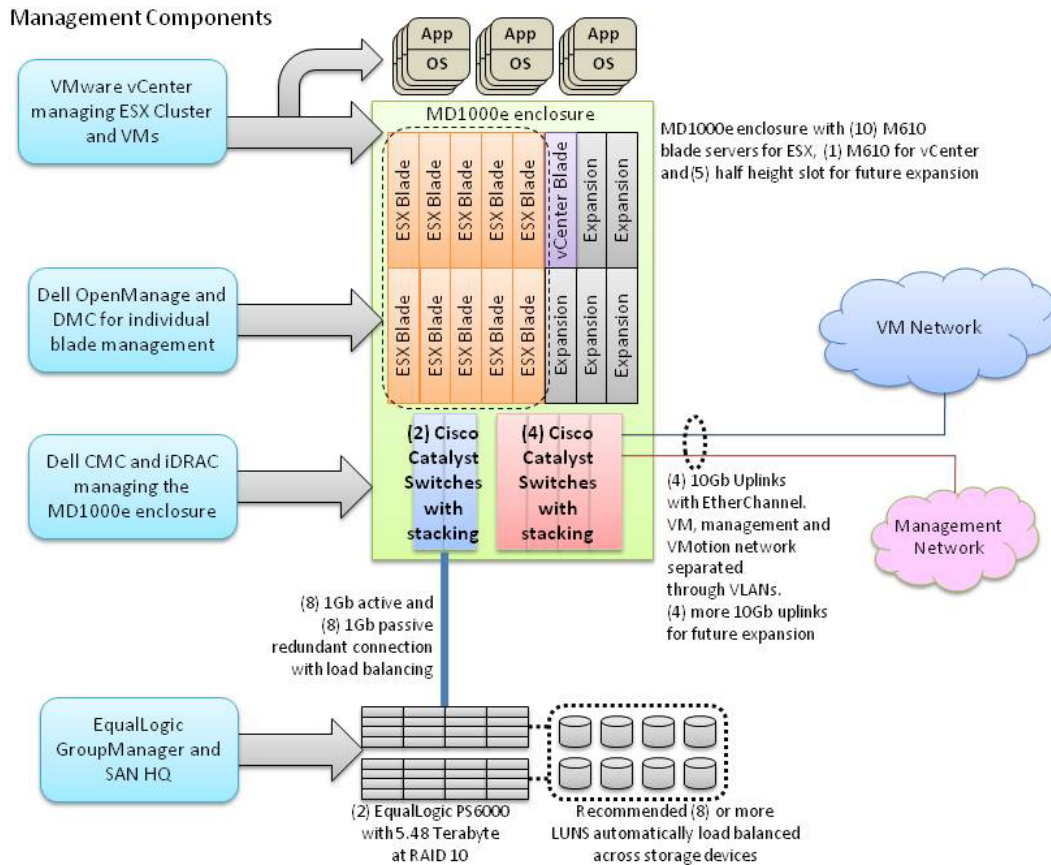 Management Components
App
OS
App
OS
App
OS
VMware vCenter
managing ESX Cluster
and VMs
MD1000e enclosure
ESX Blade
ESX Blade
ESX Blade
ESX Blade
ESX Blade
vCenter Blade
Expansion
Expansion
ESX Blade
ESX Blade
ESX Blade
ESX Blade
ESX Blade
Expansion
Expansion
Expansion
MD1000e enclosure with (10) M610
blade servers for ESX, (1) M610 for vCenter
and (5) half height slot for future expansion
Dell OpenManage and
DMC for individual
blade management
VM Network
Dell CMC and iDRAC
managing the
MD1000e enclosure
(2) Cisco
Catalyst
Switches
with
stacking
(4) Cisco
Catalyst
Switches
with stacking
(4) 10Gb Uplinks
with EtherChannel.
VM, management and
VMotion network
separated
through VLANs.
(4) more 10Gb uplinks
for future expansion
Management
Network
(8) 1Gb active and
(8) 1Gb passive
redundant connection
with load balancing
EqualLogic
GroupManager and
SAN HQ
(2) EqualLogic PS6000
with 5.48 Terabyte
at RAID 10
Recommended (8) or more
LUNS automatically load balanced
across storage devices